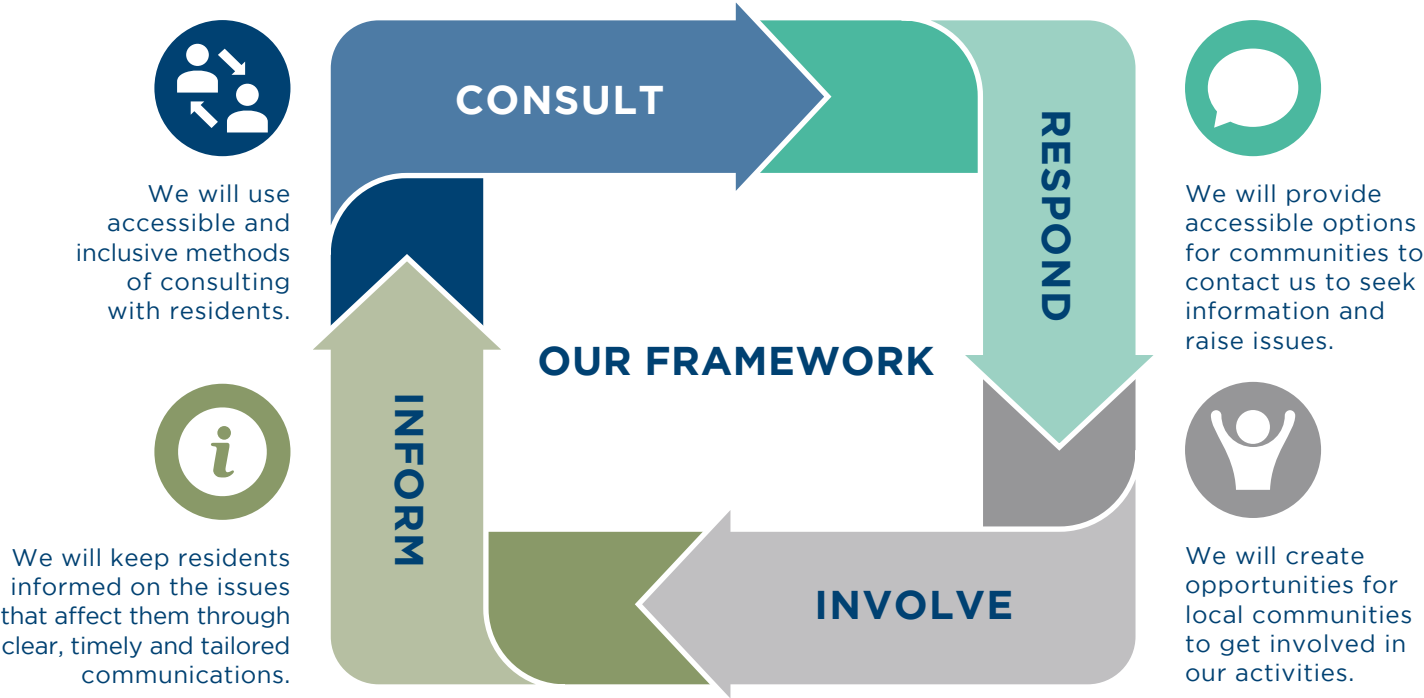 CONSULT
RESPOND
INVOLVE
INFORM
OUR FRAMEWORK
We will use
accessible and
inclusive methods
of consulting
with residents.
We will provide
accessible options
for communities to
contact us to seek
information and
raise issues.
i
We will keep residents
informed on the issues
that affect them through
clear, timely and tailored
communications.
We will create
opportunities for
local communities
to get involved in
our activities.